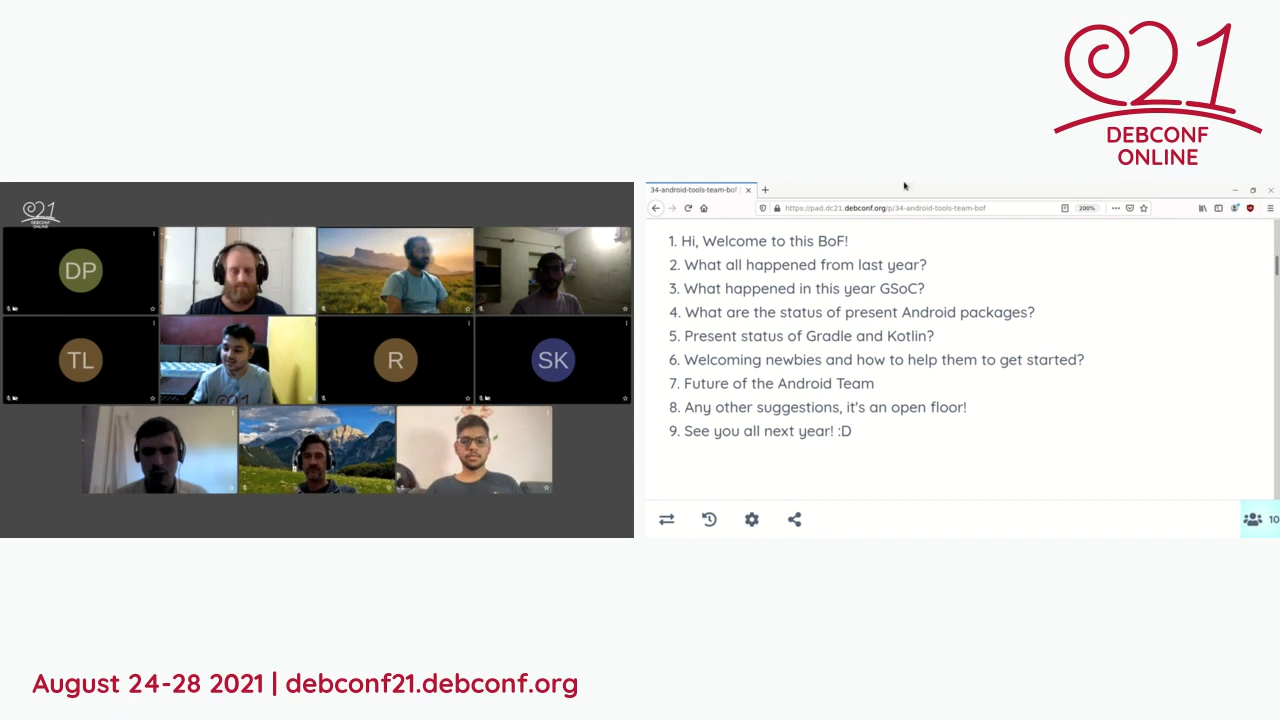 21
DEBCONF
ONLINE
21
DEBCONF
ONLINE
DP
TL
R
SK
34-android-tools-team-bof
https://pad.dc21.debconf.org/p/34-android-tools-team-bof
200%
1. Hi, Welcome to this BoF!
2. What all happened from last year?
3. What happened in this year GSoC?
4. What are the status of present Android packages?
5. Present status of Gradle and Kotlin?
6. Welcoming newbies and how to help them to get started?
7. Future of the Android Team
8. Any other suggestions, it's an open floor!
9. See you all next year! :D
10
August 24-28 2021 | debconf21.debconf.org